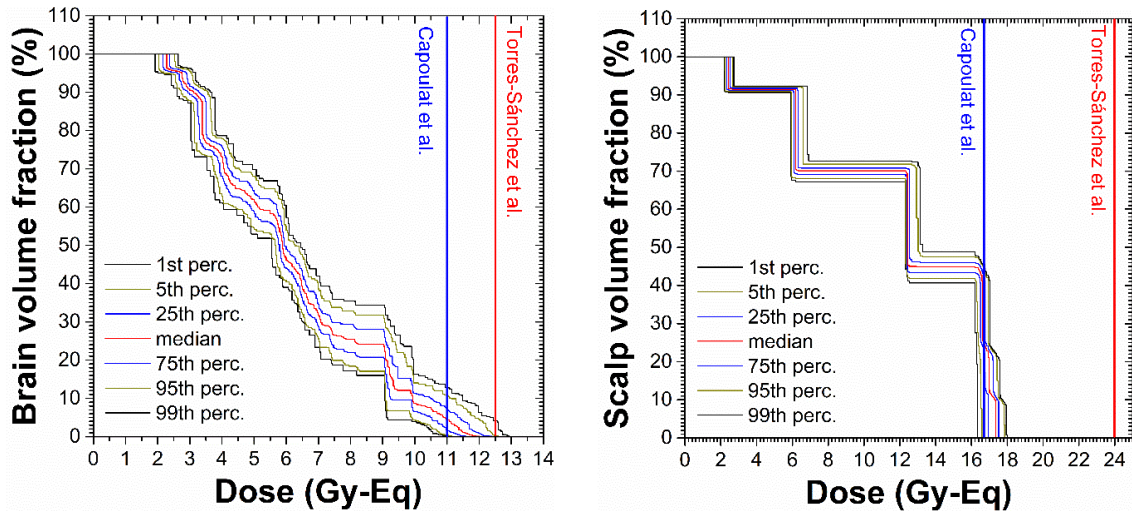 Brain volume fraction (%)
110
100
90
80
70
60
50
40
30
20
10
0
Capoulat et al.
Torres-Sánchez et al.
1st perc.
5th perc.
25th perc.
median
75th perc.
95th perc.
99th perc.
0 1 2 3 4 5 6 7 8 9 10 11 12 13 14
Dose (Gy-Eq)
Scalp volume fraction (%)
110
100
90
80
70
60
50
40
30
20
10
0
Capoulat et al.
Torres-Sánchez et al.
1st perc.
5th perc.
25th perc.
median
75th perc.
95th perc.
99th perc.
0 2 4 6 8 10 12 14 16 18 20 22 24
Dose (Gy-Eq)